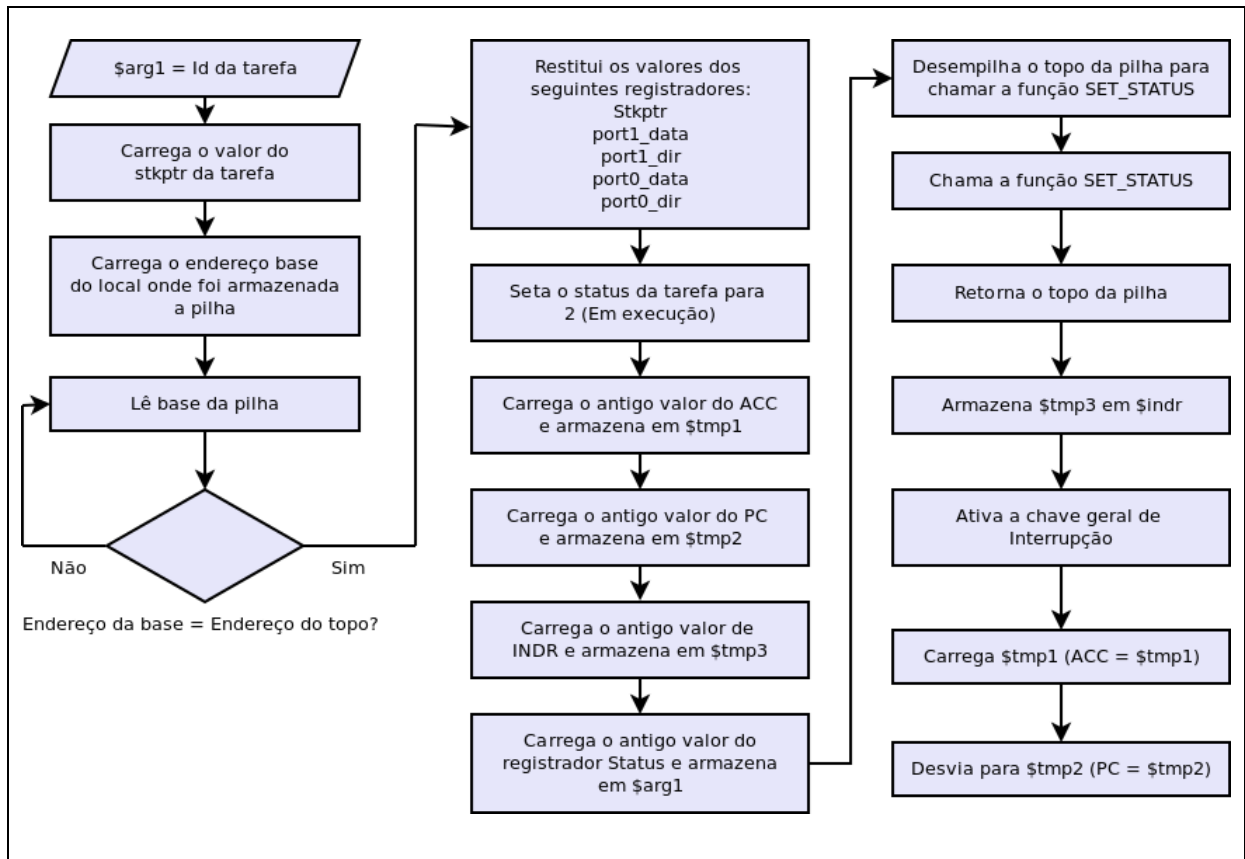 $arg1 = Id da tarefa
Carrega o valor do
stkptr da tarefa
Carrega o endereço base
do local onde foi armazenada
a pilha
Lê base da pilha
Não
Sim
Endereço da base = Endereço do topo?
Restitui os valores dos
seguintes registradores:
Stkptr
port1_data
port1_dir
port0_data
port0_dir
Seta o status da tarefa para
2 (Em execução)
Carrega o antigo valor do ACC
e armazena em $tmp1
Carrega o antigo valor do PC
e armazena em $tmp2
Carrega o antigo valor de
INDR e armazena em $tmp3
Carrega o antigo valor do
registrador Status e armazena
em $arg1
Desempilha o topo da pilha para
chamar a função SET_STATUS
Chama a função SET_STATUS
Retorna o topo da pilha
Armazena $tmp3 em $indr
Ativa a chave geral de
Interrupção
Carrega $tmp1 (ACC = $tmp1)
Desvia para $tmp2 (PC = $tmp2)